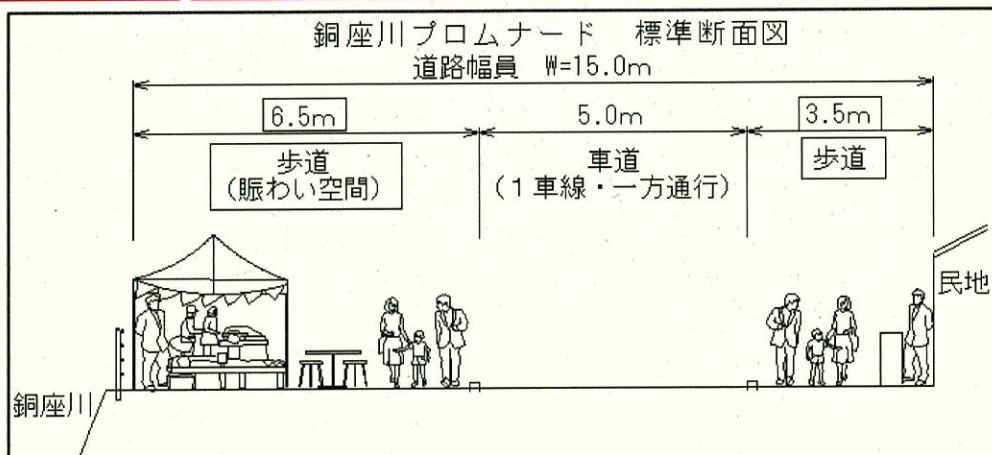 銅座川プロムナード 標準断面図
道路幅員 W=15.0m
6.5m 5.0m 3.5m
歩道 車道 歩道
(賑わい空間) (1車線・一方通行)
民地
銅座川